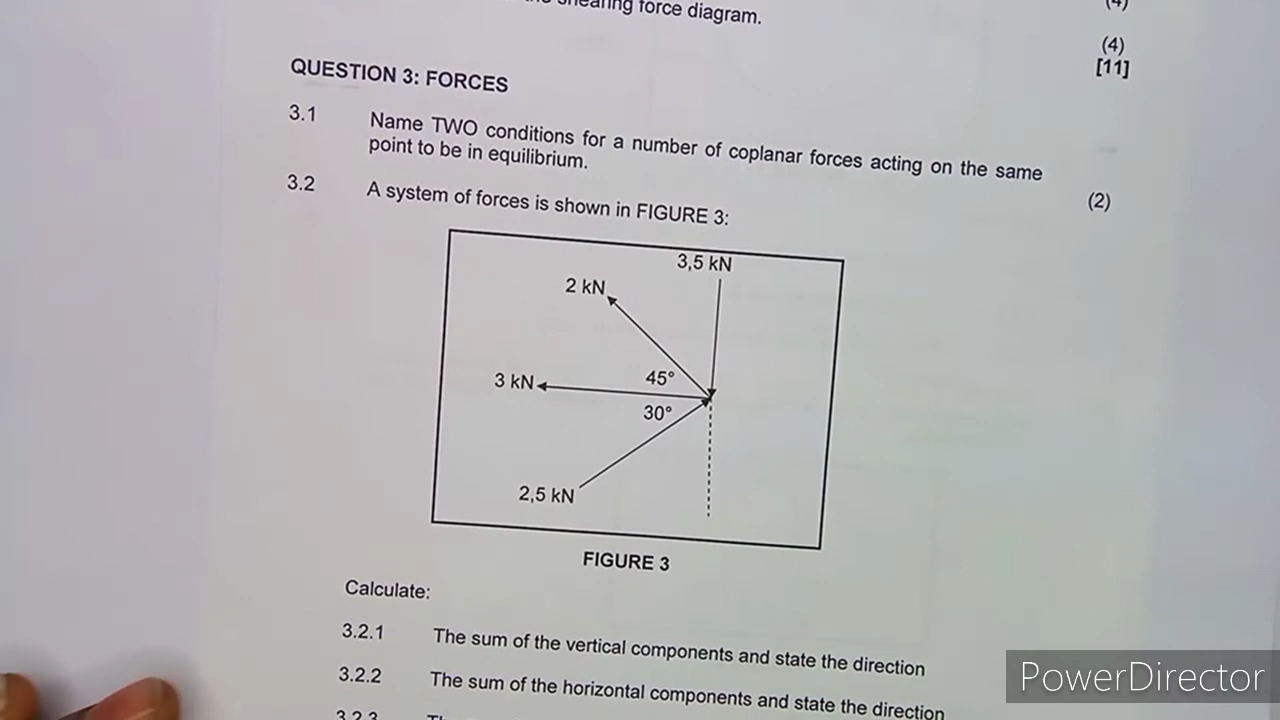 force diagram.
(4)
(4)
[11]
QUESTION 3: FORCES
3.1 Name TWO conditions for a number of coplanar forces acting on the same
point to be in equilibrium.
(2)
3.2 A system of forces is shown in FIGURE 3:
3,5 kN
2 kN
3 kN
45°
30°
2,5 kN
FIGURE 3
Calculate:
3.2.1 The sum of the vertical components and state the direction
3.2.2 The sum of the horizontal components and state the direction
3.2.3
PowerDirector